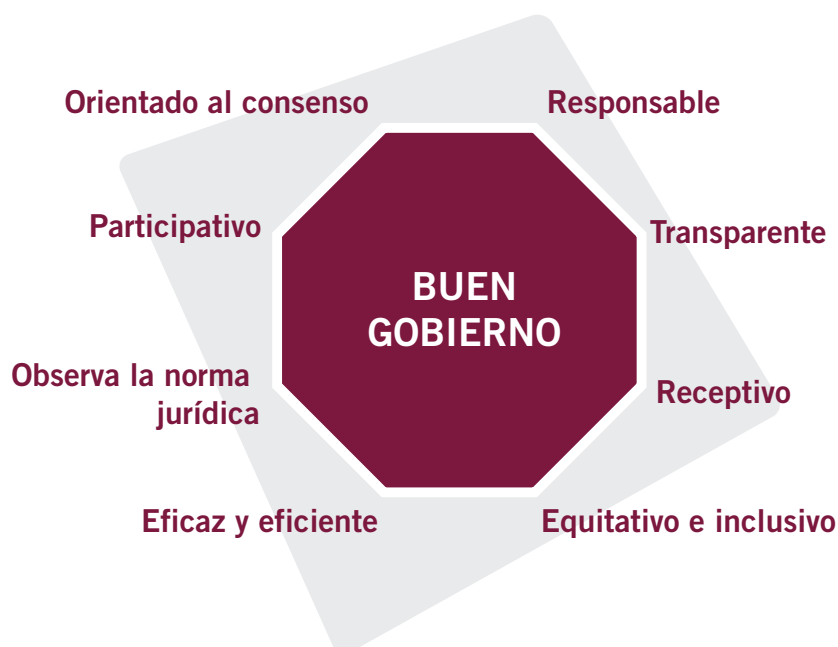 Orientado al consenso
Responsable
Participativo
Transparente
BUEN
GOBIERNO
Observa la norma
jurídica
Receptivo
Eficaz y eficiente
Equitativo e inclusivo